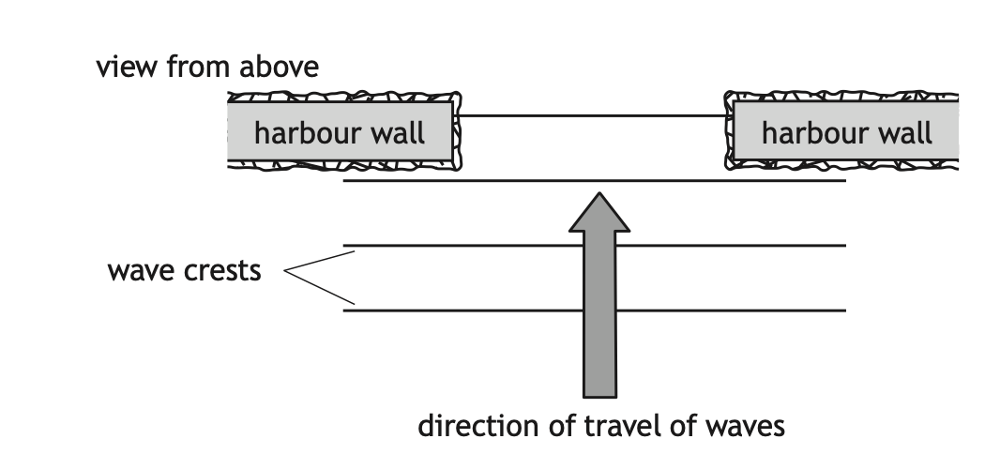 view from above
harbour wall
harbour wall
wave crests
direction of travel of waves